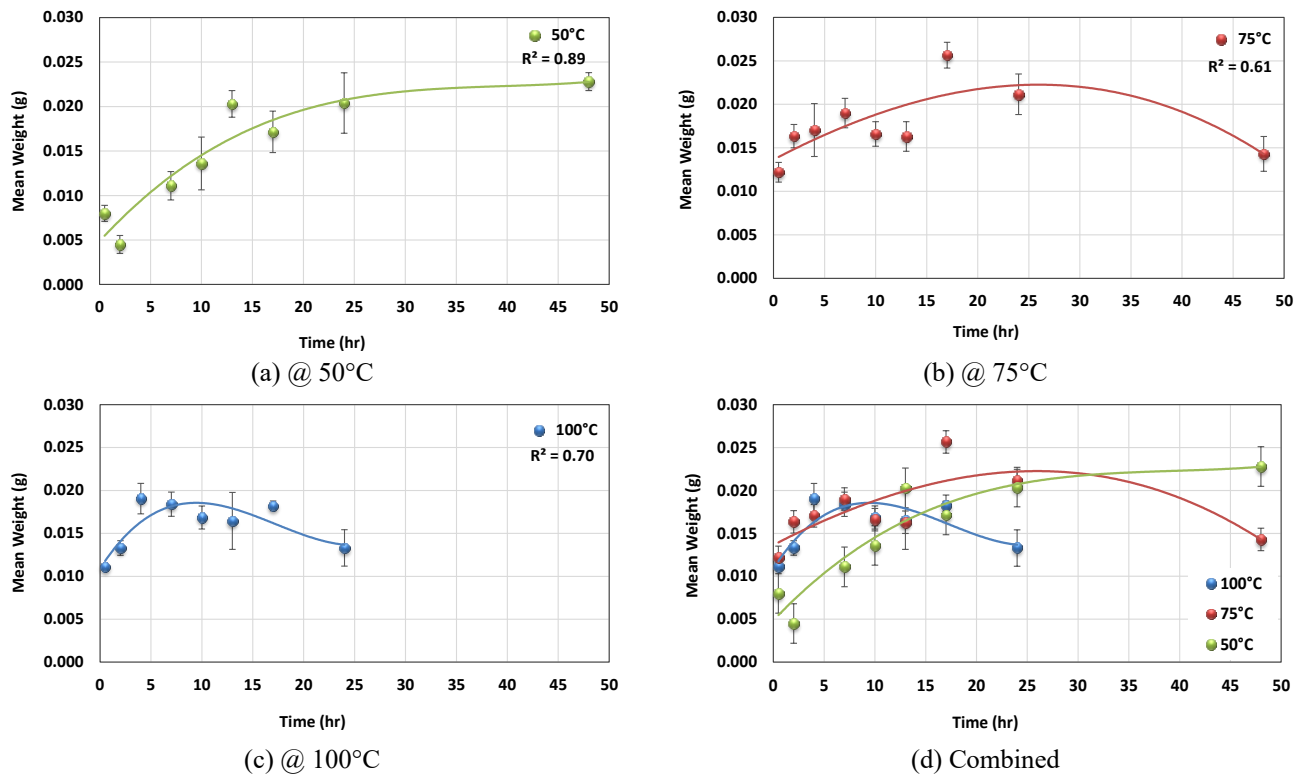 0.030
0.025
0.020
0.015
0.010
0.005
0.000
Mean Weight (g)
50°C
R² = 0.89
0 5 10 15 20 25 30 35 40 45 50
Time (hr)
(a) @ 50°C
0.030
0.025
0.020
0.015
0.010
0.005
0.000
Mean Weight (g)
75°C
R² = 0.61
0 5 10 15 20 25 30 35 40 45 50
Time (hr)
(b) @ 75°C
0.030
0.025
0.020
0.015
0.010
0.005
0.000
Mean Weight (g)
100°C
R² = 0.70
0 5 10 15 20 25 30 35 40 45 50
Time (hr)
(c) @ 100°C
0.030
0.025
0.020
0.015
0.010
0.005
0.000
Mean Weight (g)
100°C
75°C
50°C
0 5 10 15 20 25 30 35 40 45 50
Time (hr)
(d) Combined